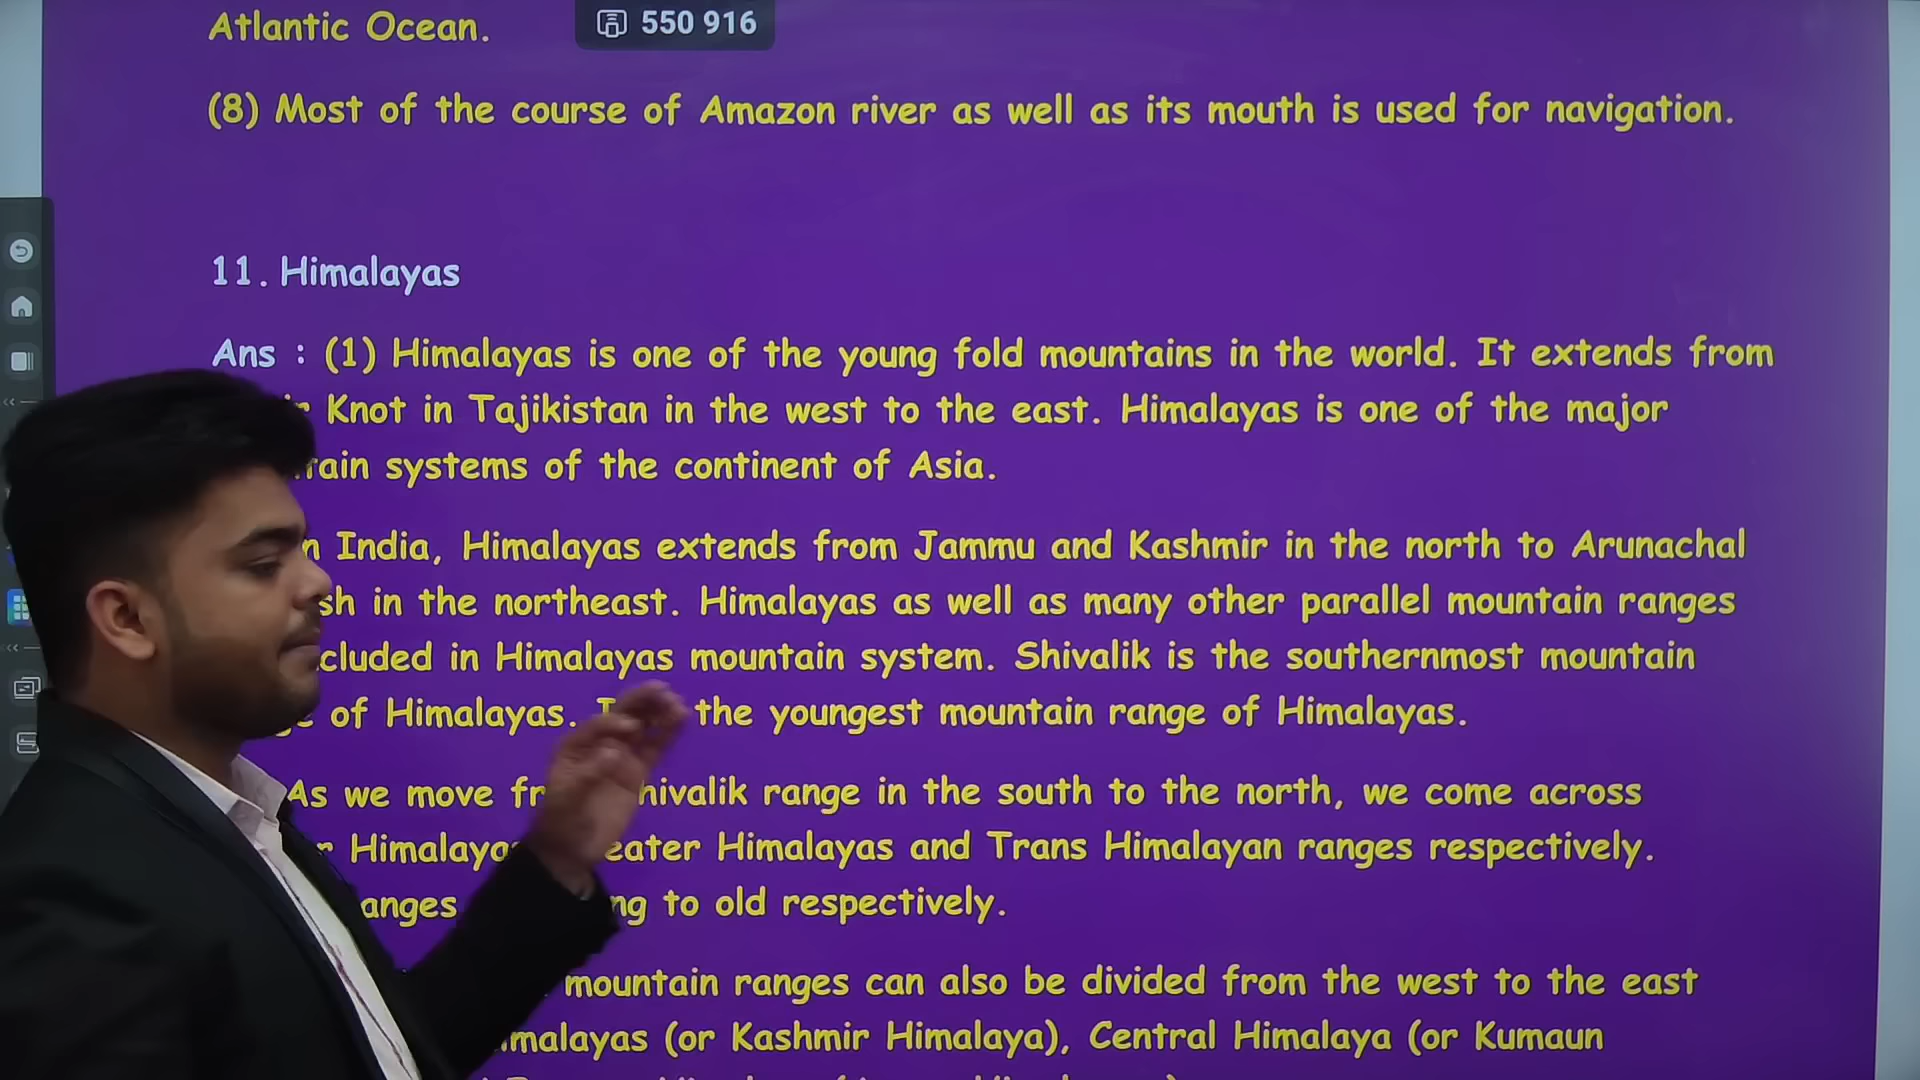 Atlantic Ocean.
550 916
(8) Most of the course of Amazon river as well as its mouth is used for navigation.
11. Himalayas
Ans : (1) Himalayas is one of the young fold mountains in the world. It extends from
Knot in Tajikistan in the west to the east. Himalayas is one of the major
systems of the continent of Asia.
India, Himalayas extends from Jammu and Kashmir in the north to Arunachal
in the northeast. Himalayas as well as many other parallel mountain ranges
in Himalayas mountain system. Shivalik is the southernmost mountain
of Himalayas. the youngest mountain range of Himalayas.
As we move range in the south to the north, we come across
Himalayas and Trans Himalayan ranges respectively.
to old respectively.
mountain ranges can also be divided from the west to the east
(or Kashmir Himalaya), Central Himalaya (or Kumaun